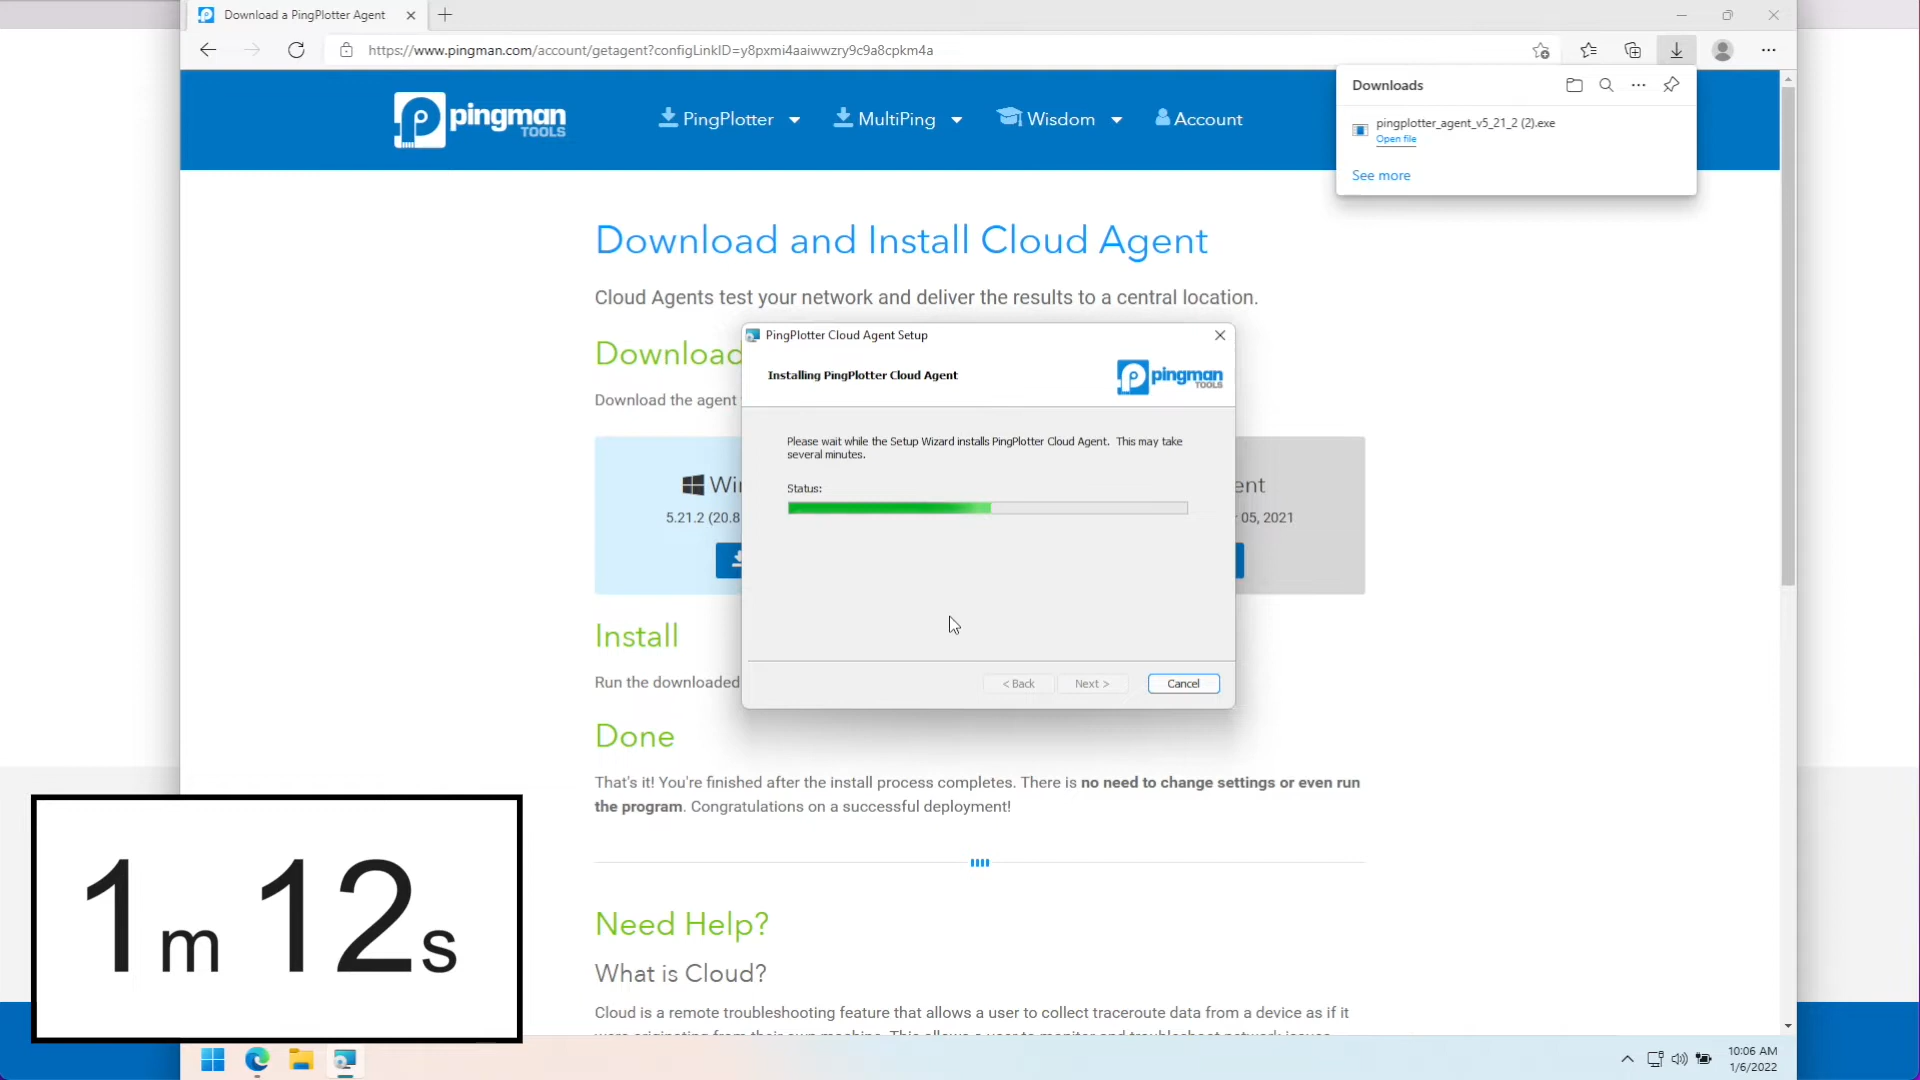 Download a PingPlotter Agent
https://www.pingman.com/account/getagent?configLinkID=y8pxmi4aaiwwzry9c9a8cpkm4a
Downloads
pingplotter_agent_v5_21_2 (2).exe
Open file
See more
pingman
TOOLS
PingPlotter
MultiPing
Wisdom
Account
Download and Install Cloud Agent
Cloud Agents test your network and deliver the results to a central location.
Download
Download the agent
Win
ent
5.21.2 (20.8
05, 2021
PingPlotter Cloud Agent Setup
Installing PingPlotter Cloud Agent
pingman
TOOLS
Please wait while the Setup Wizard installs PingPlotter Cloud Agent. This may take
several minutes.
Status:
< Back
Next >
Cancel
Install
Run the downloaded
Done
That's it! You're finished after the install process completes. There is no need to change settings or even run
the program. Congratulations on a successful deployment!
Need Help?
What is Cloud?
Cloud is a remote troubleshooting feature that allows a user to collect traceroute data from a device as if it
1m 12s
10:06 AM
1/6/2022